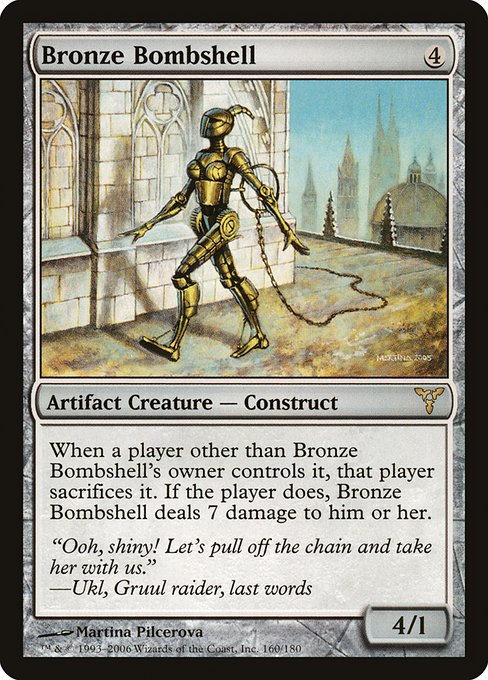 Bronze Bombshell 4
MARTINA 2005
Artifact Creature — Construct
When a player other than Bronze
Bombshell's owner controls it, that player
sacrifices it. If the player does, Bronze
Bombshell deals 7 damage to him or her.
"Ooh, shiny! Let's pull off the chain and take
her with us."
—Ukl, Gruul raider, last words
Martina Pilcerova
4/1
™ & © 1993–2006 Wizards of the Coast, Inc. 160/180